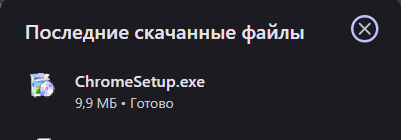 Последние скачанные файлы
ChromeSetup.exe
9,9 МБ • Готово